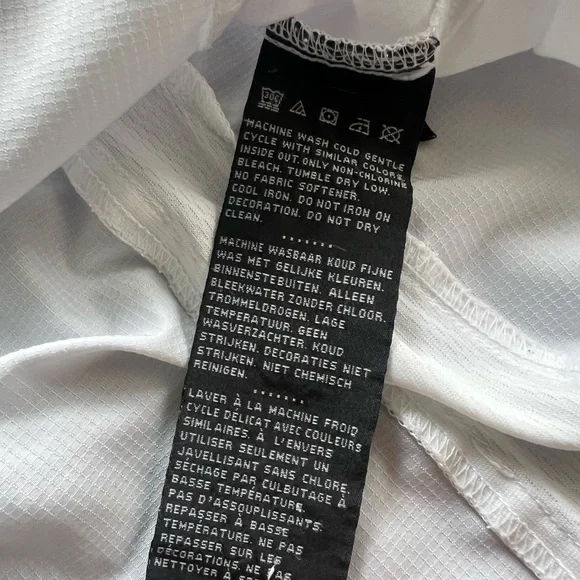 30C
MACHINE WASH COLD GENTLE
CYCLE WITH SIMILAR COLORS.
INSIDE OUT. ONLY NON-CHLORINE
BLEACH. TUMBLE DRY LOW.
NO FABRIC SOFTENER.
COOL IRON. DO NOT IRON ON
DECORATION. DO NOT DRY
CLEAN.
MACHINE WASBAAR KOUD FIJNE
WAS MET GELIJKE KLEUREN.
BINNENSTEBUITEN. ALLEEN
BLEEKWATER ZONDER CHLOOR.
TROMMELDROGEN. LAGE
TEMPERATUUR. GEEN
WASVERZACHTER. KOUD
STRIJKEN. DECORATIES NIET
STRIJKEN. NIET CHEMISCH
REINIGEN.
LAVER À LA MACHINE FROID
CYCLE DÉLICAT AVEC COULEURS
SIMILAIRES. À L'ENVERS
UTILISER SEULEMENT UN
JAVELLISANT SANS CHLORE.
SÉCHAGE PAR CULBUTAGE À
BASSE TEMPÉRATURE.
PAS D'ASSOUPLISSANTS.
REPASSER À BASSE
TEMPÉRATURE. NE PAS
REPASSER SUR LES
DÉCORATIONS. NE PAS
NETTOYER À